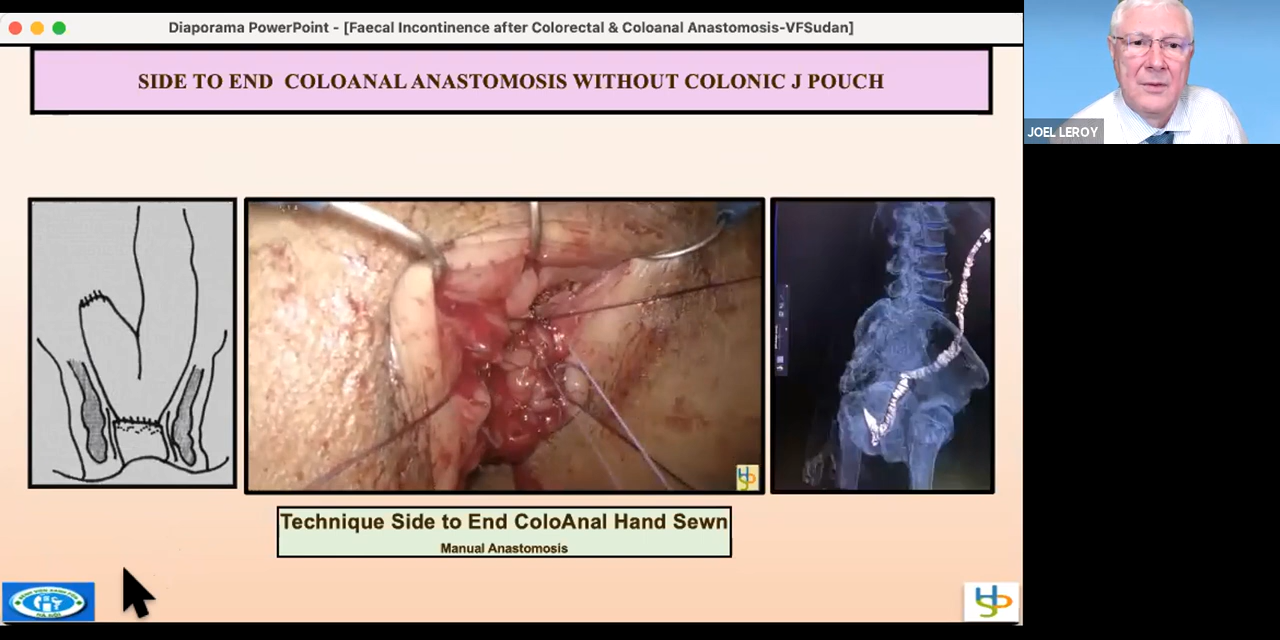 Diaporama PowerPoint - [Faecal Incontinence after Colorectal & Coloanal Anastomosis-VFSudan]
SIDE TO END COLOANAL ANASTOMOSIS WITHOUT COLONIC J POUCH
JOEL LEROY
Technique Side to End ColoAnal Hand Sewn
Manual Anastomosis